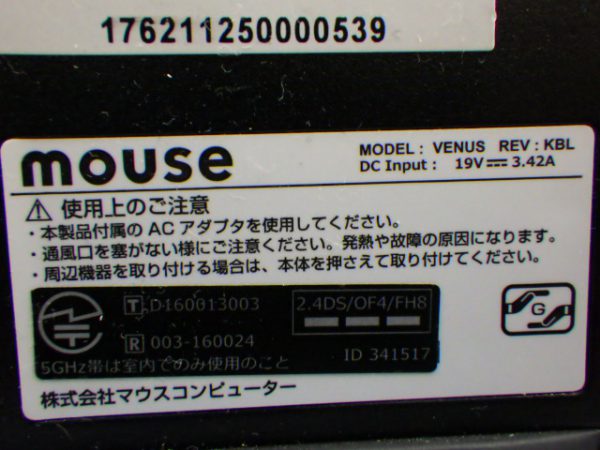 176211250000539
mouse
MODEL : VENUS REV : KBL
DC Input : 19V⎓3.42A
⚠ 使用上のご注意
・本製品付属の AC アダプタを使用してください。
・通風口を塞がない様にご注意ください。発熱や故障の原因になります。
・周辺機器を取り付ける場合は、本体を押さえて取り付けてください。
T D160013003
2.4DS/OF4/FH8
R 003-160024
G
5GHz帯は室内でのみ使用のこと
ID 341517
株式会社マウスコンピューター